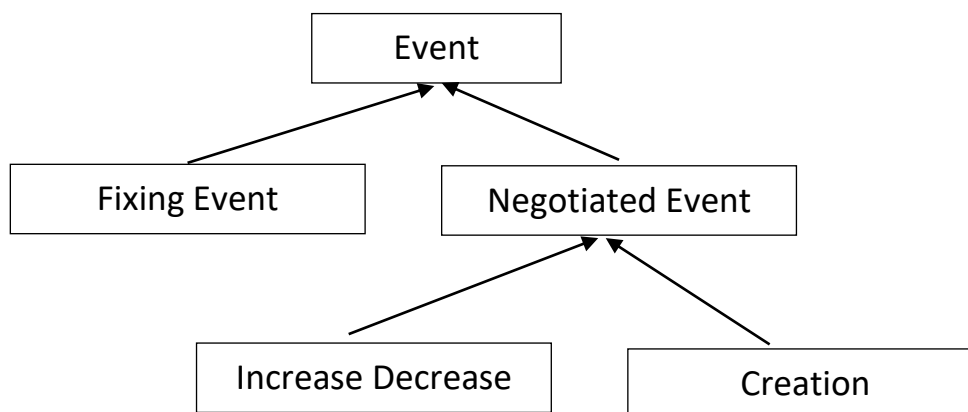 Event
Fixing Event
Negotiated Event
Increase Decrease
Creation